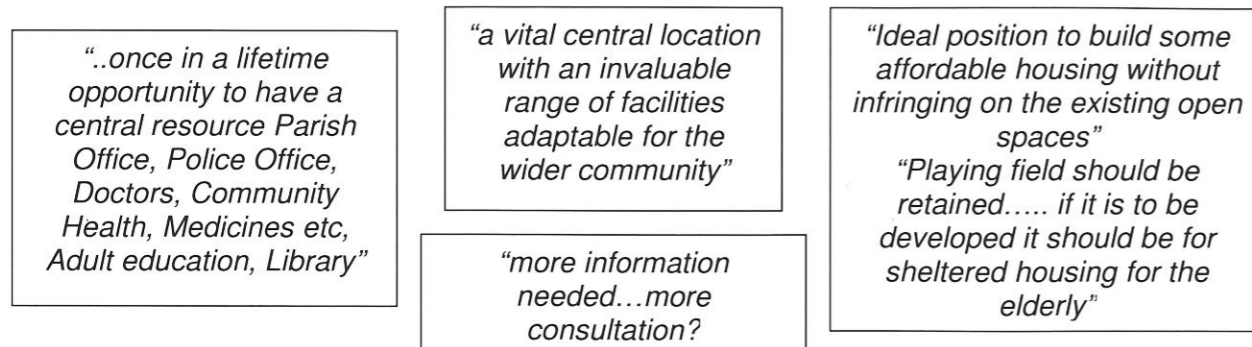 “..once in a lifetime
opportunity to have a
central resource Parish
Office, Police Office,
Doctors, Community
Health, Medicines etc,
Adult education, Library”
“a vital central location
with an invaluable
range of facilities
adaptable for the
wider community”
“more information
needed…more
consultation?
“Ideal position to build some
affordable housing without
infringing on the existing open
spaces”
“Playing field should be
retained….. if it is to be
developed it should be for
sheltered housing for the
elderly”